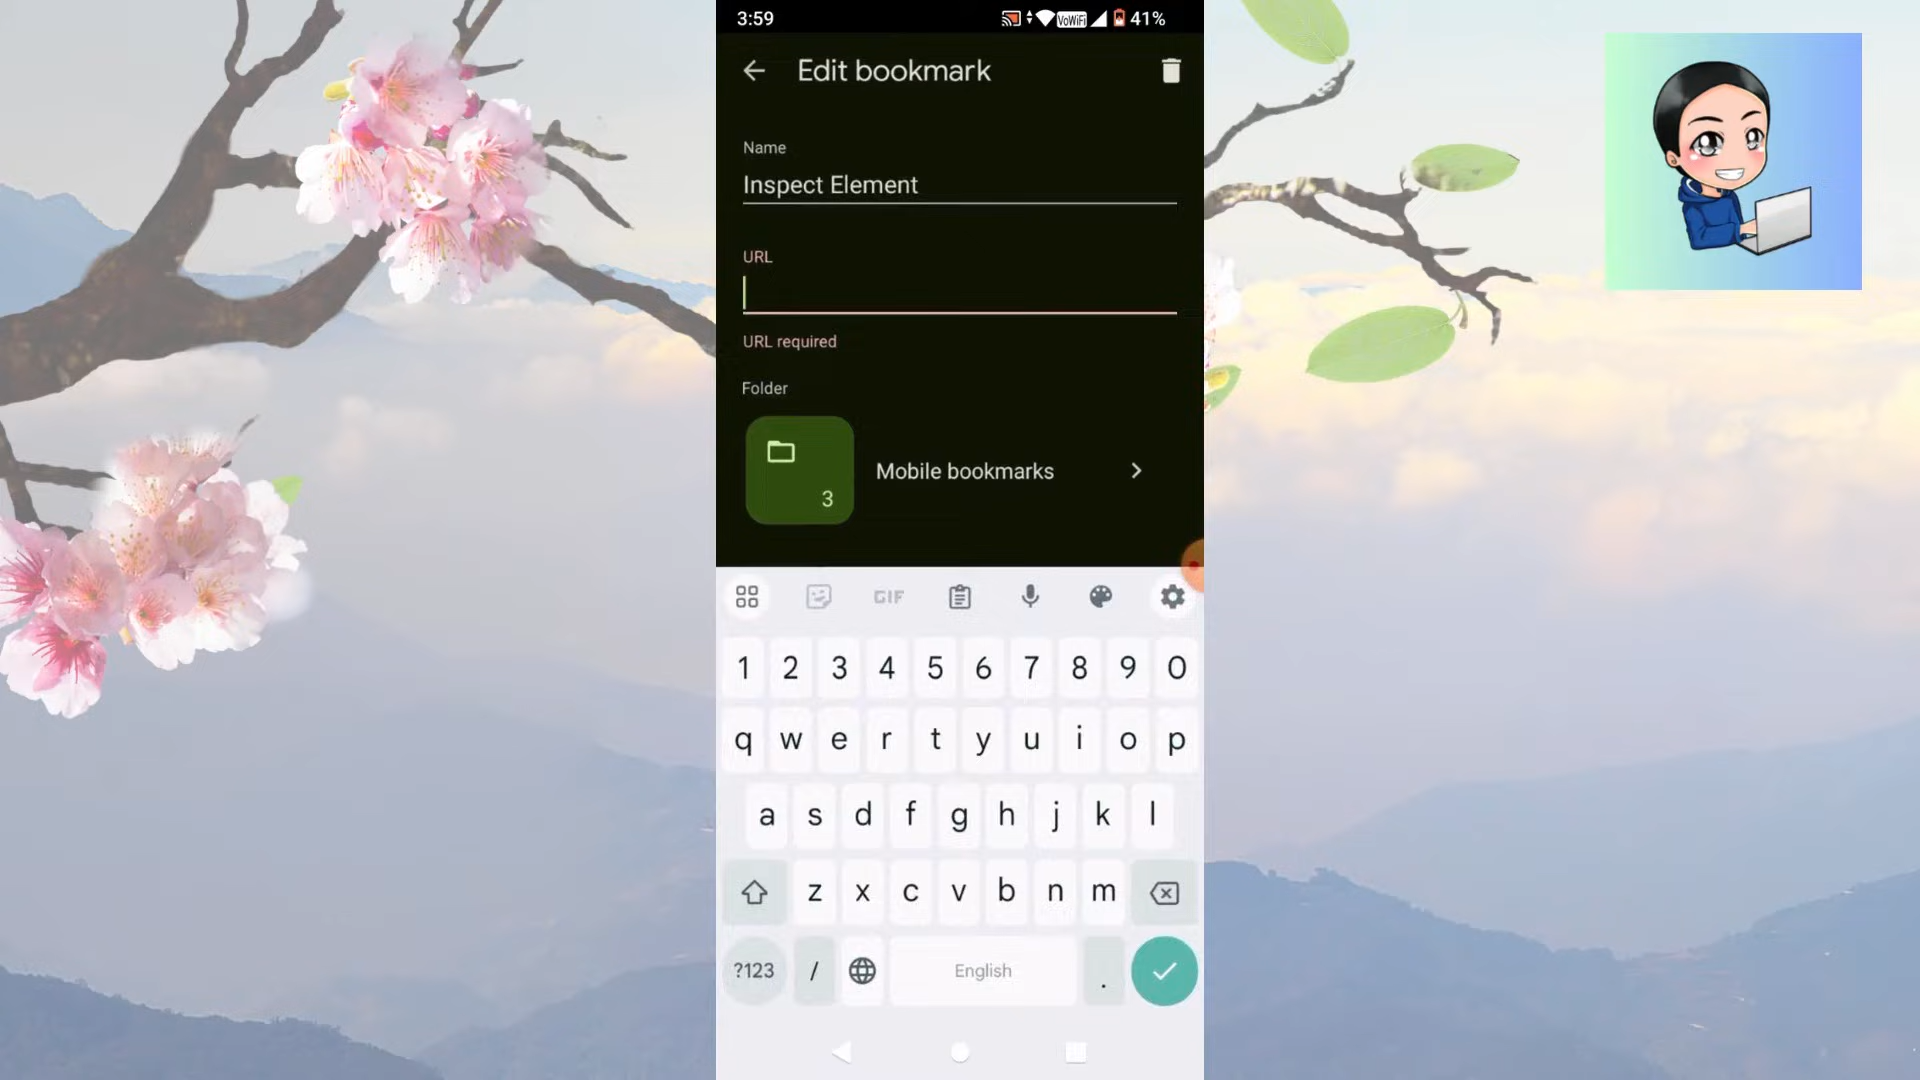 3:59
VoWiFi
41%
Edit bookmark
Name
Inspect Element
URL
URL required
Folder
3
Mobile bookmarks
GIF
1 2 3 4 5 6 7 8 9 0
q w e r t y u i o p
a s d f g h j k l
z x c v b n m
?123 / English .